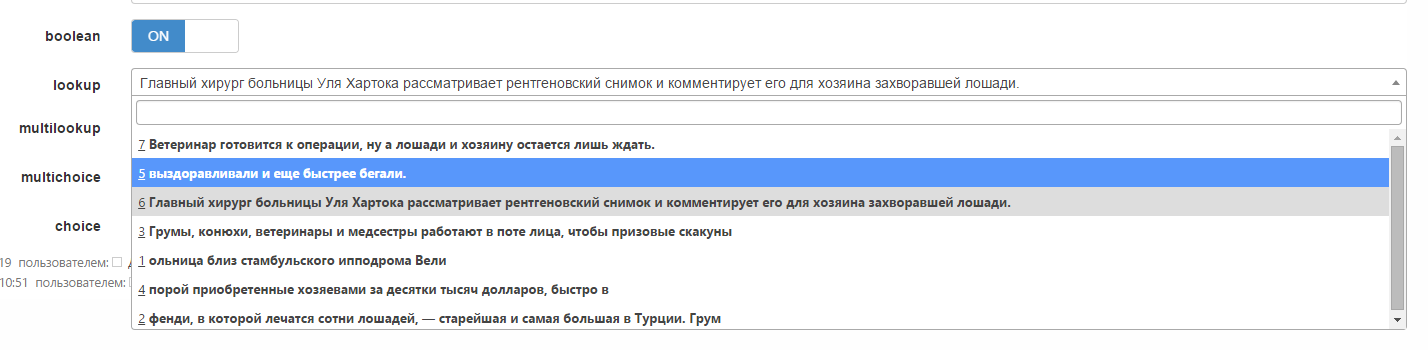 boolean ON
lookup Главный хирург больницы Уля Хартока рассматривает рентгеновский снимок и комментирует его для хозяина захворавшей лошади.
multilookup
7 Ветеринар готовится к операции, ну а лошади и хозяину остается лишь ждать.
multichoice 5 выздоравливали и еще быстрее бегали.
6 Главный хирург больницы Уля Хартока рассматривает рентгеновский снимок и комментирует его для хозяина захворавшей лошади.
choice 3 Грумы, конюхи, ветеринары и медсестры работают в поте лица, чтобы призовые скакуны
19 пользователем: 1 ольница близ стамбульского ипподрома Вели
10:51 пользователем: 4 порой приобретенные хозяевами за десятки тысяч долларов, быстро в
2 фенди, в которой лечатся сотни лошадей, — старейшая и самая большая в Турции. Грум